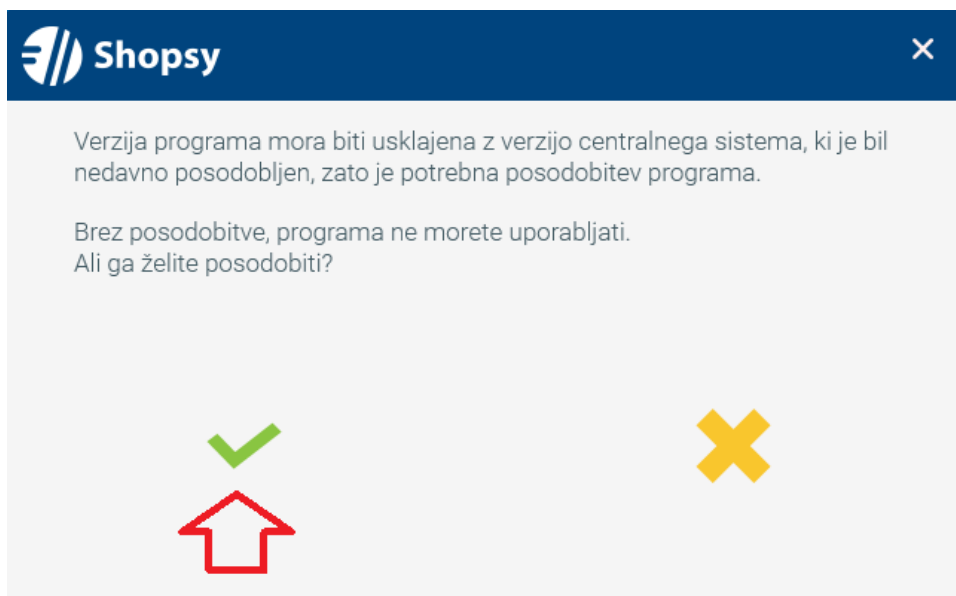 Shopsy
Verzija programa mora biti usklajena z verzijo centralnega sistema, ki je bil
nedavno posodobljen, zato je potrebna posodobitev programa.
Brez posodobitve, programa ne morete uporabljati.
Ali ga želite posodobiti?